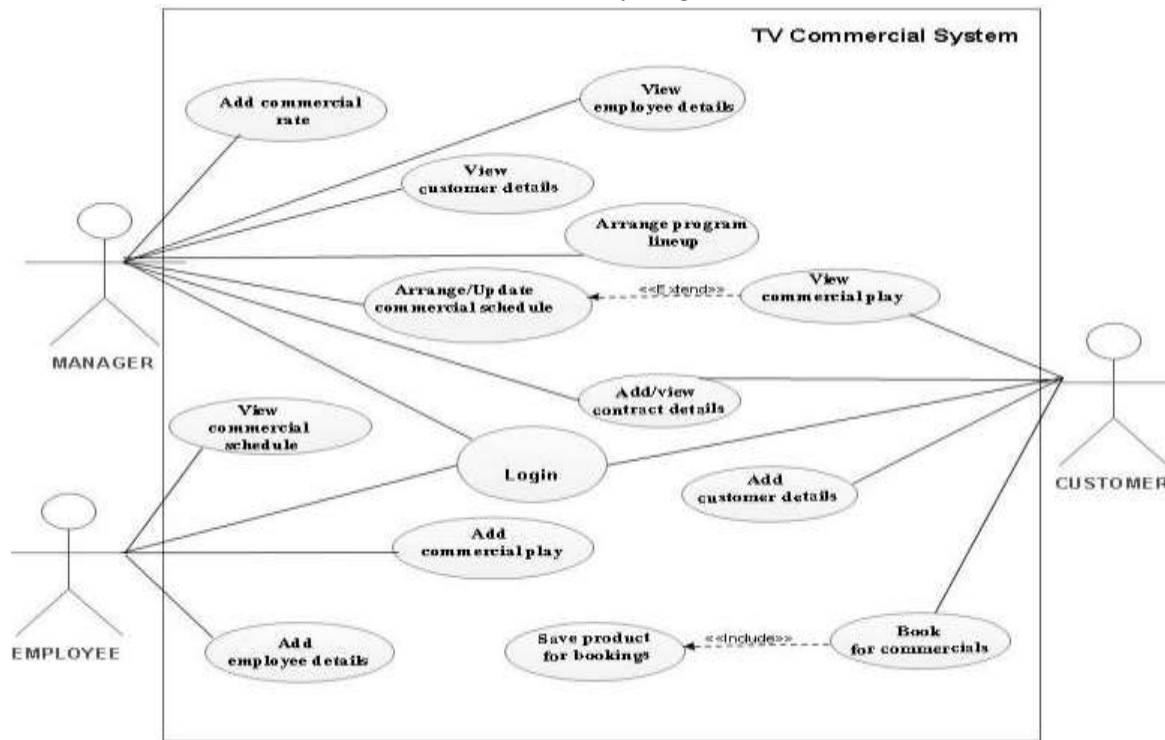 TV Commercial System
Add commercial
rate
View
employee details
View
customer details
Arrange program
lineup
Arrange/Update
commercial schedule
<<Extend>>
View
commercial play
MANAGER
Add/view
contract details
View
commercial
schedule
Login
Add
customer details
CUSTOMER
Add
commercial play
EMPLOYEE
Add
employee details
Save product
for bookings
<<Include>>
Book
for commercials